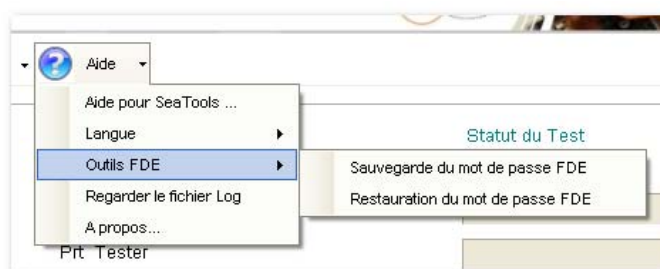 Aide
Aide pour SeaTools ...
Langue
Outils FDE
Regarder le fichier Log
A propos...
Statut du Test
Sauvegarde du mot de passe FDE
Restauration du mot de passe FDE
Prt Tester